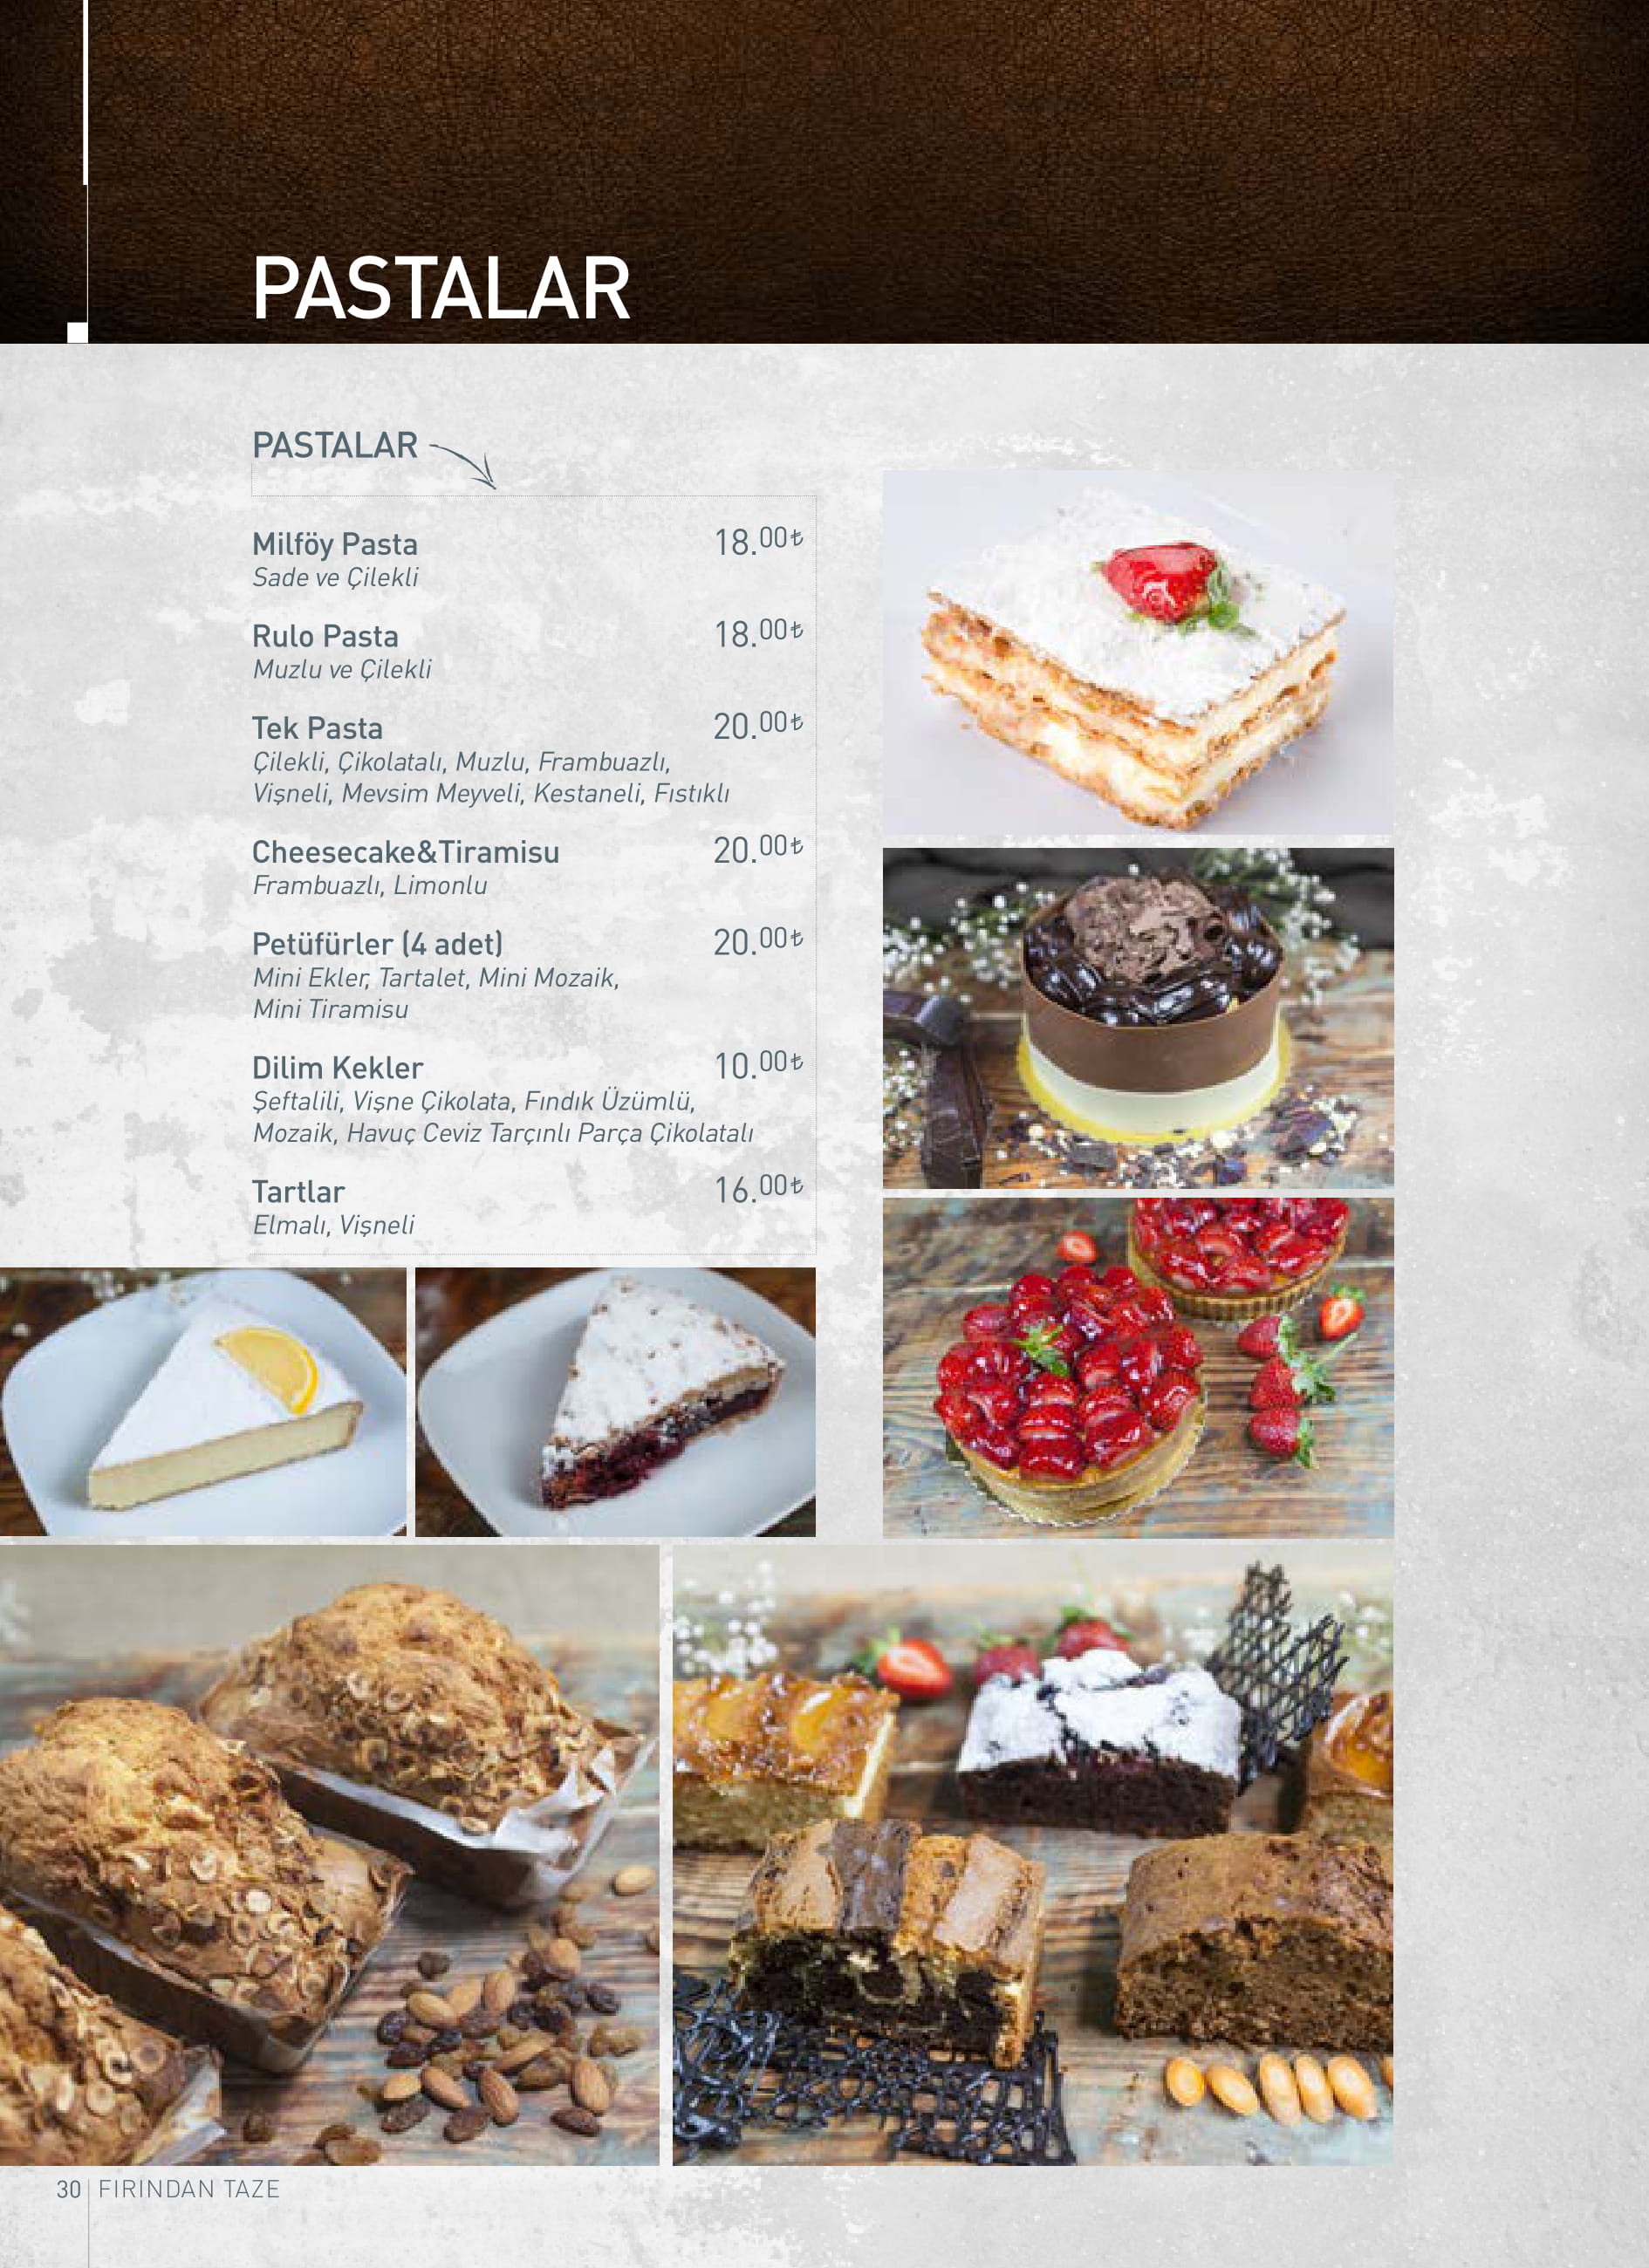 PASTALAR
PASTALAR
Milföy Pasta 18.00₺
Sade ve Çilekli
Rulo Pasta 18.00₺
Muzlu ve Çilekli
Tek Pasta 20.00₺
Çilekli, Çikolatalı, Muzlu, Frambuazlı,
Vişneli, Mevsim Meyveli, Kestaneli, Fıstıklı
Cheesecake&Tiramisu 20.00₺
Frambuazlı, Limonlu
Petüfürler (4 adet) 20.00₺
Mini Ekler, Tartalet, Mini Mozaik,
Mini Tiramisu
Dilim Kekler 10.00₺
Şeftalili, Vişne Çikolata, Fındık Üzümlü,
Mozaik, Havuç Ceviz Tarçınlı Parça Çikolatalı
Tartlar 16.00₺
Elmalı, Vişneli
30 FIRINDAN TAZE